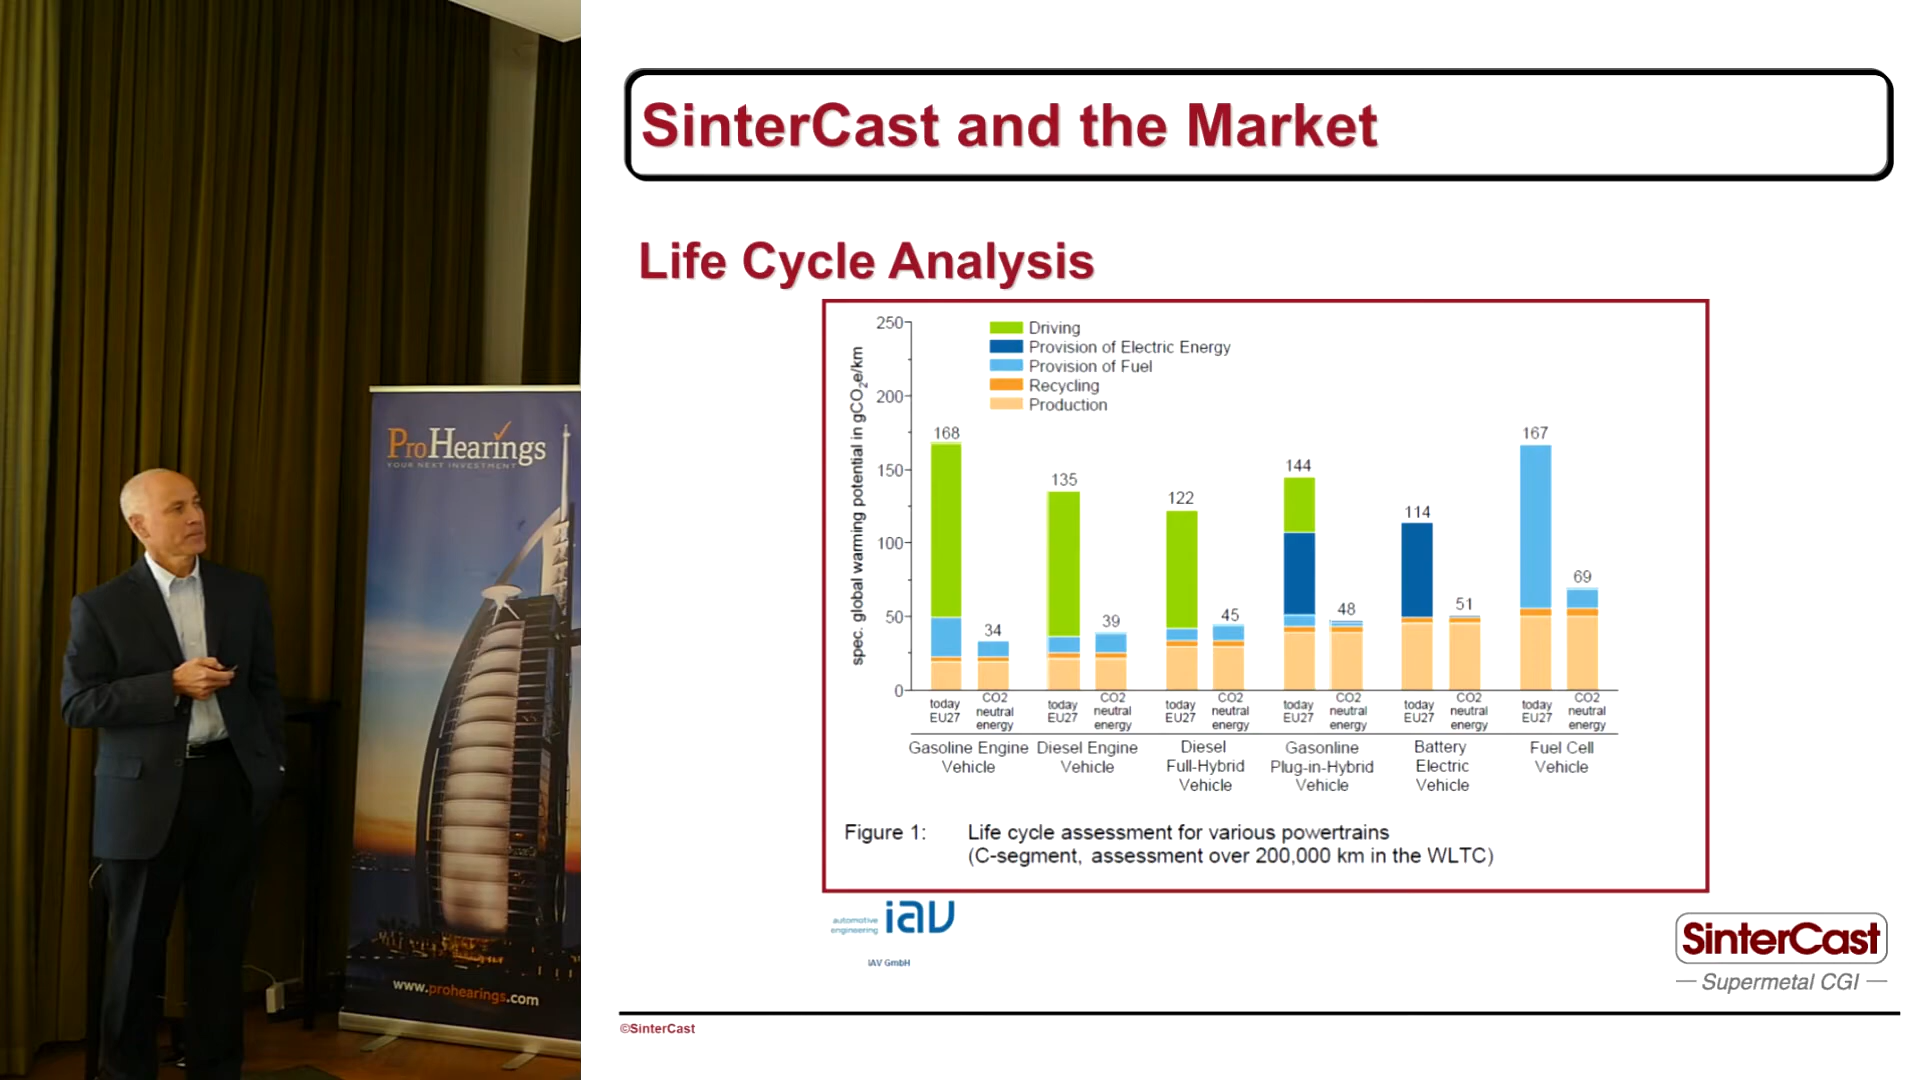 ProHearings
YOUR NEXT INVESTMENT
www.prohearings.com
SinterCast and the Market
Life Cycle Analysis
spec. global warming potential in gCO2e/km
250
200
150
100
50
0
Driving
Provision of Electric Energy
Provision of Fuel
Recycling
Production
168
34
135
39
122
45
144
48
114
51
167
69
today EU27
CO2 neutral energy
today EU27
CO2 neutral energy
today EU27
CO2 neutral energy
today EU27
CO2 neutral energy
today EU27
CO2 neutral energy
today EU27
CO2 neutral energy
Gasoline Engine
Vehicle
Diesel Engine
Vehicle
Diesel
Full-Hybrid
Vehicle
Gasonline
Plug-in-Hybrid
Vehicle
Battery
Electric
Vehicle
Fuel Cell
Vehicle
Figure 1: Life cycle assessment for various powertrains
(C-segment, assessment over 200,000 km in the WLTC)
automotive
engineering
iav
IAV GmbH
SinterCast
— Supermetal CGI —
©SinterCast